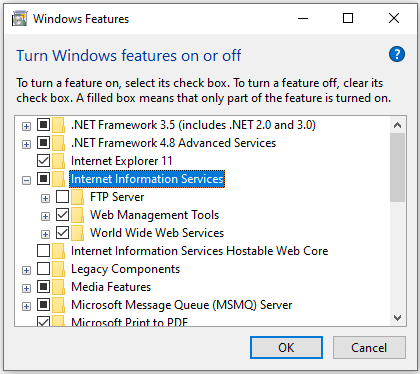 Windows Features
Turn Windows features on or off
To turn a feature on, select its check box. To turn a feature off, clear its
check box. A filled box means that only part of the feature is turned on.
.NET Framework 3.5 (includes .NET 2.0 and 3.0)
.NET Framework 4.8 Advanced Services
Internet Explorer 11
Internet Information Services
FTP Server
Web Management Tools
World Wide Web Services
Internet Information Services Hostable Web Core
Legacy Components
Media Features
Microsoft Message Queue (MSMQ) Server
Microsoft Print to PDF
OK Cancel